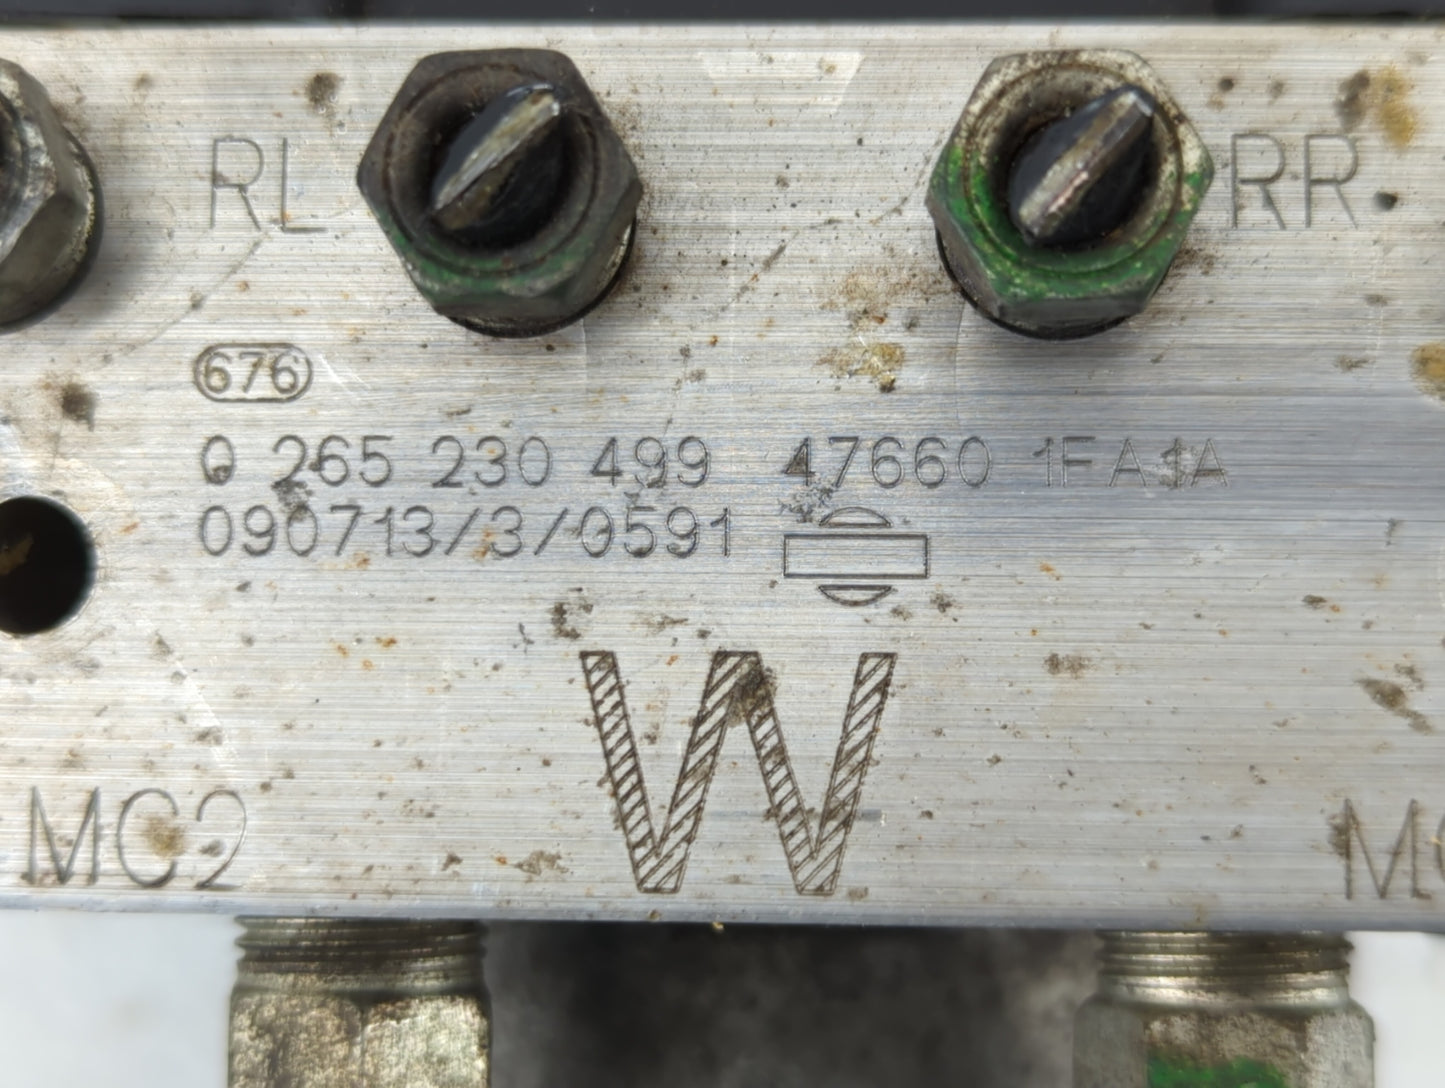 RL RR
676
0 265 230 499 47660 1FA1A
090713/3/0591
W
MC2